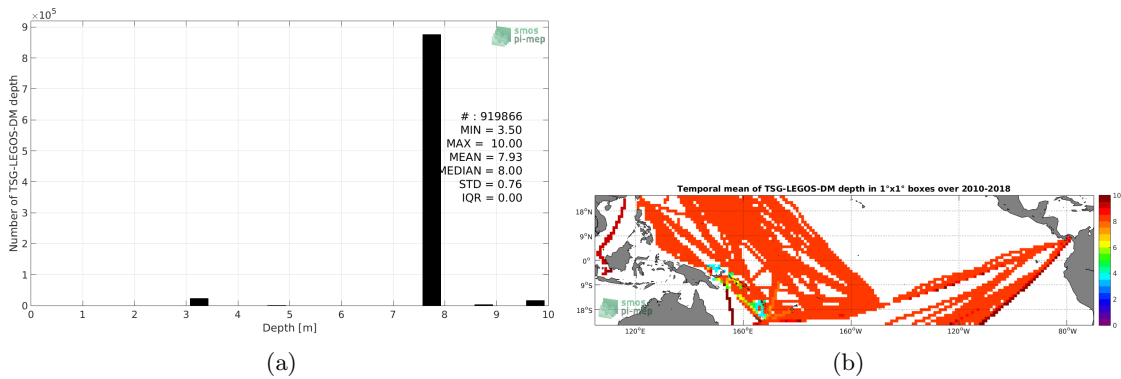 ×10⁵
9
8
7
6
5
4
3
2
1
0
Number of TSG-LEGOS-DM depth
smos
pi-mep
# : 919866
MIN = 3.50
MAX = 10.00
MEAN = 7.93
MEDIAN = 8.00
STD = 0.76
IQR = 0.00
0 1 2 3 4 5 6 7 8 9 10
Depth [m]
(a)
Temporal mean of TSG-LEGOS-DM depth in 1°x1° boxes over 2010-2018
18°N
9°N
0°
9°S
18°S
smos
pi-mep
120°E 160°E 160°W 120°W 80°W
10
8
6
4
2
0
(b)